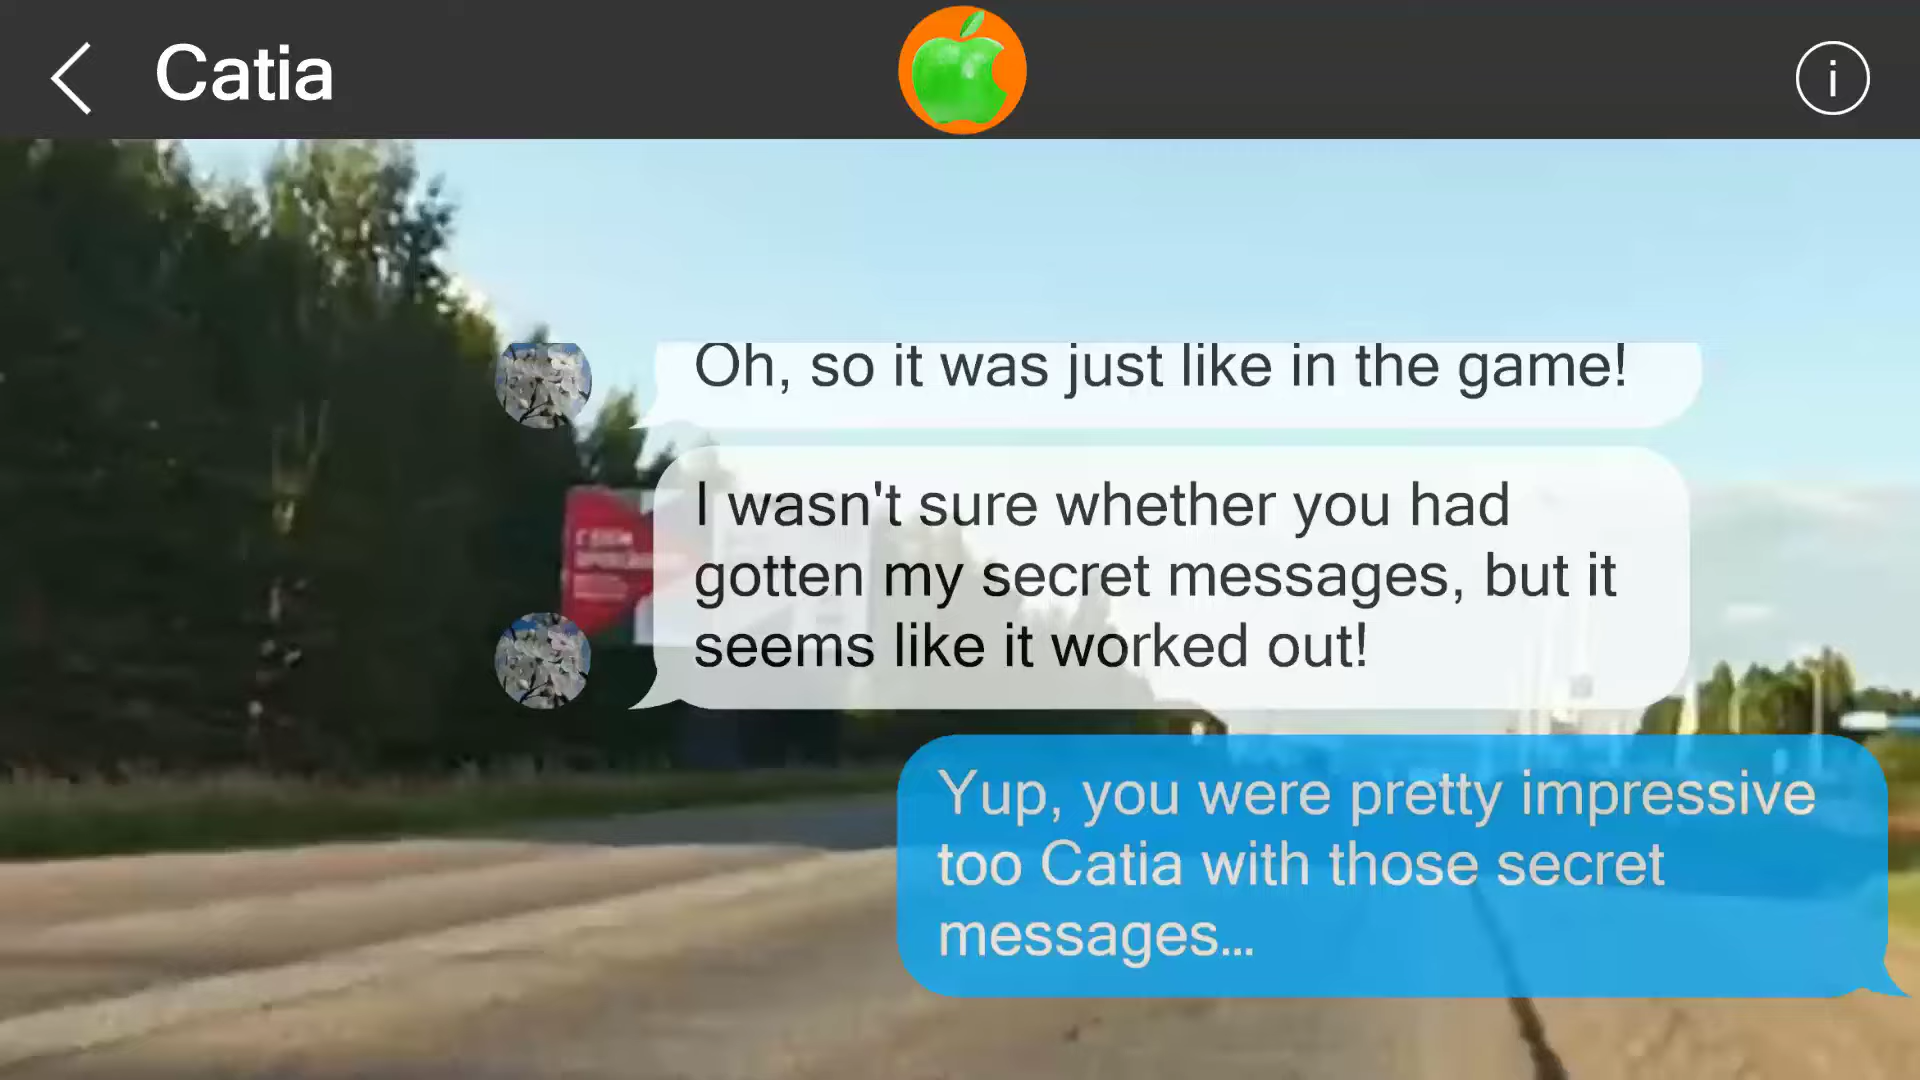 Catia
i
Oh, so it was just like in the game!
I wasn't sure whether you had
gotten my secret messages, but it
seems like it worked out!
Yup, you were pretty impressive
too Catia with those secret
messages...